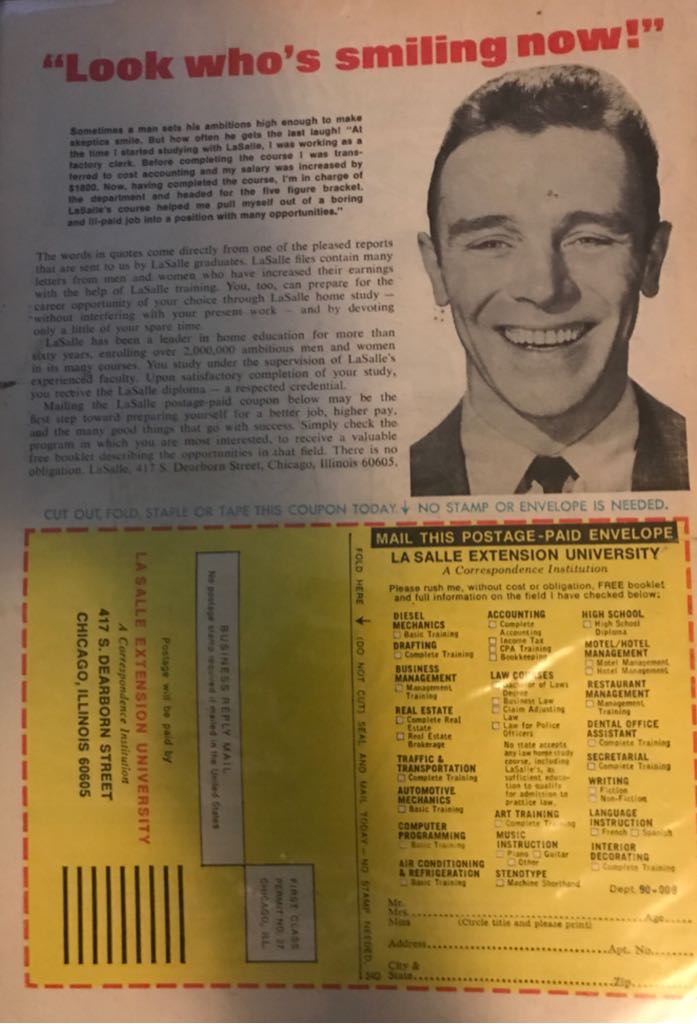 “Look who's smiling now!”
Sometimes a man sets his ambitions high enough to make
skeptics smile. But how often he gets the last laugh! “At
the time I started studying with LaSalle, I was working as a
factory clerk. Before completing the course I was trans-
ferred to cost accounting and my salary was increased by
$1800. Now, having completed the course, I'm in charge of
the department and headed for the five figure bracket.
LaSalle's course helped me pull myself out of a boring
and ill-paid job into a position with many opportunities.”
The words in quotes come directly from one of the pleased reports
that are sent to us by LaSalle graduates. LaSalle files contain many
letters from men and women who have increased their earnings
with the help of LaSalle training. You, too, can prepare for the
career opportunity of your choice through LaSalle home study —
without interfering with your present work — and by devoting
only a little of your spare time.
LaSalle has been a leader in home education for more than
sixty years, enrolling over 2,000,000 ambitious men and women
in its many courses. You study under the supervision of LaSalle's
experienced faculty. Upon satisfactory completion of your study,
you receive the LaSalle diploma — a respected credential.
Mailing the LaSalle postage-paid coupon below may be the
first step toward preparing yourself for a better job, higher pay,
and the many good things that go with success. Simply check the
program in which you are most interested, to receive a valuable
free booklet describing the opportunities in that field. There is no
obligation. LaSalle, 417 S. Dearborn Street, Chicago, Illinois 60605.
CUT OUT, FOLD, STAPLE OR TAPE THIS COUPON TODAY. NO STAMP OR ENVELOPE IS NEEDED.
FIRST CLASS
PERMIT NO. 27
CHICAGO, ILL.
BUSINESS REPLY MAIL
No postage stamp required if mailed in the United States
Postage will be paid by
LA SALLE EXTENSION UNIVERSITY
A Correspondence Institution
417 S. DEARBORN STREET
CHICAGO, ILLINOIS 60605
FOLD HERE (DO NOT CUT) SEAL AND MAIL TODAY – NO STAMP NEEDED.
MAIL THIS POSTAGE-PAID ENVELOPE
LA SALLE EXTENSION UNIVERSITY
A Correspondence Institution
Please rush me, without cost or obligation, FREE booklet
and full information on the field I have checked below:
DIESEL
MECHANICS
Basic Training
DRAFTING
Complete Training
BUSINESS
MANAGEMENT
Management
Training
REAL ESTATE
Complete Real
Estate
Real Estate
Brokerage
TRAFFIC &
TRANSPORTATION
Complete Training
AUTOMOTIVE
MECHANICS
Basic Training
COMPUTER
PROGRAMMING
Basic Training
AIR CONDITIONING
& REFRIGERATION
Basic Training
ACCOUNTING
Complete
Accounting
Income Tax
CPA Training
Bookkeeping
LAW COURSES
Bachelor of Laws
Degree
Business Law
Claim Adjusting
Law
Law for Police
Officers
No state accepts
any law home study
course, including
LaSalle's, as
sufficient educa-
tion to qualify
for admission to
practice law.
ART TRAINING
Complete Training
MUSIC
INSTRUCTION
Piano Guitar
Other
STENOTYPE
Machine Shorthand
HIGH SCHOOL
High School
Diploma
MOTEL/HOTEL
MANAGEMENT
Motel Management
Hotel Management
RESTAURANT
MANAGEMENT
Management
Training
DENTAL OFFICE
ASSISTANT
Complete Training
SECRETARIAL
Complete Training
WRITING
Fiction
Non-Fiction
LANGUAGE
INSTRUCTION
French Spanish
INTERIOR
DECORATING
Complete Training
Dept. 90-009
Mr.
Mrs.
Miss (Circle title and please print) Age
Address Apt. No.
City &
State Zip